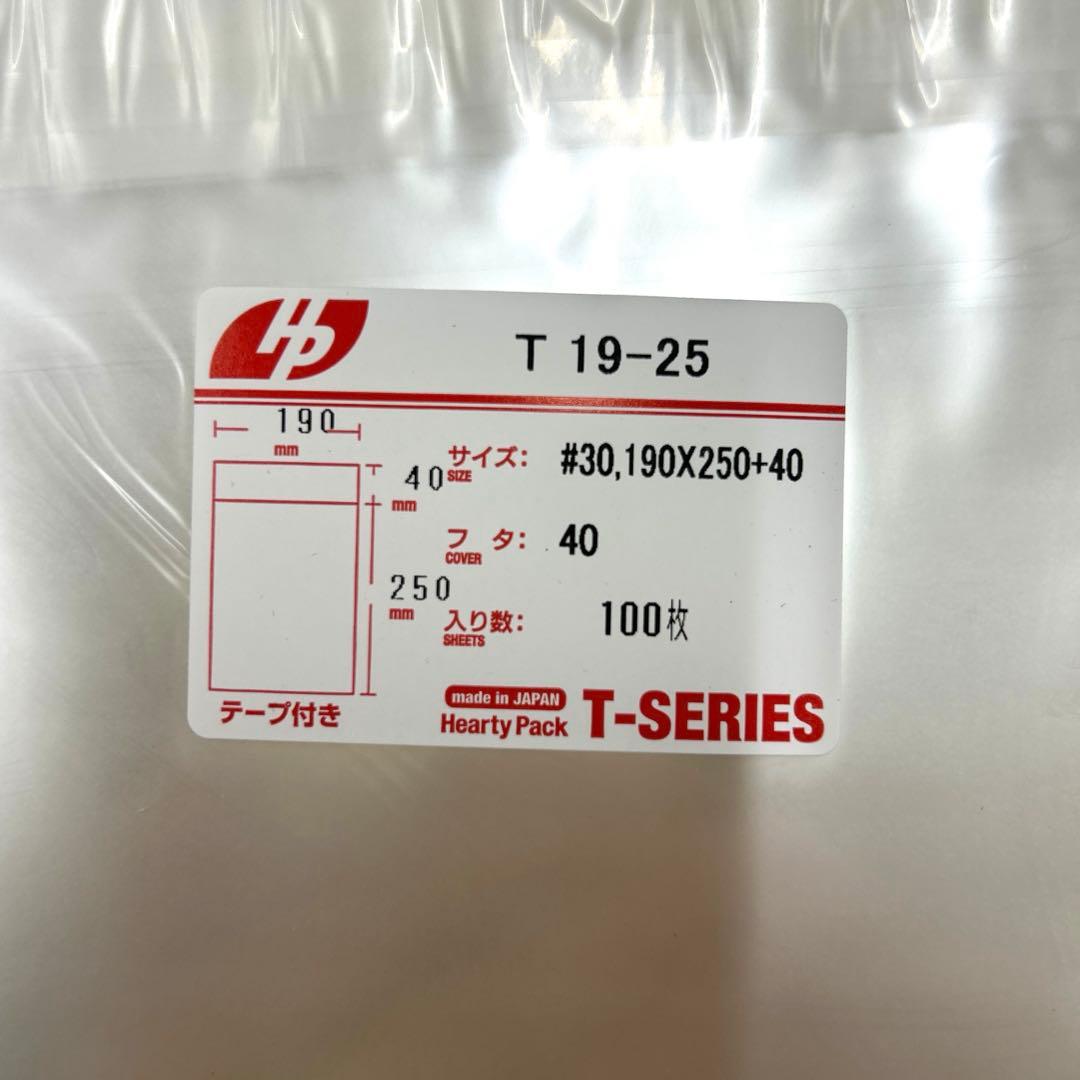 HP
T 19-25
190
mm
40
mm
250
mm
テープ付き
サイズ: #30,190X250+40
SIZE
フタ: 40
COVER
入り数: 100枚
SHEETS
made in JAPAN
Hearty Pack T-SERIES